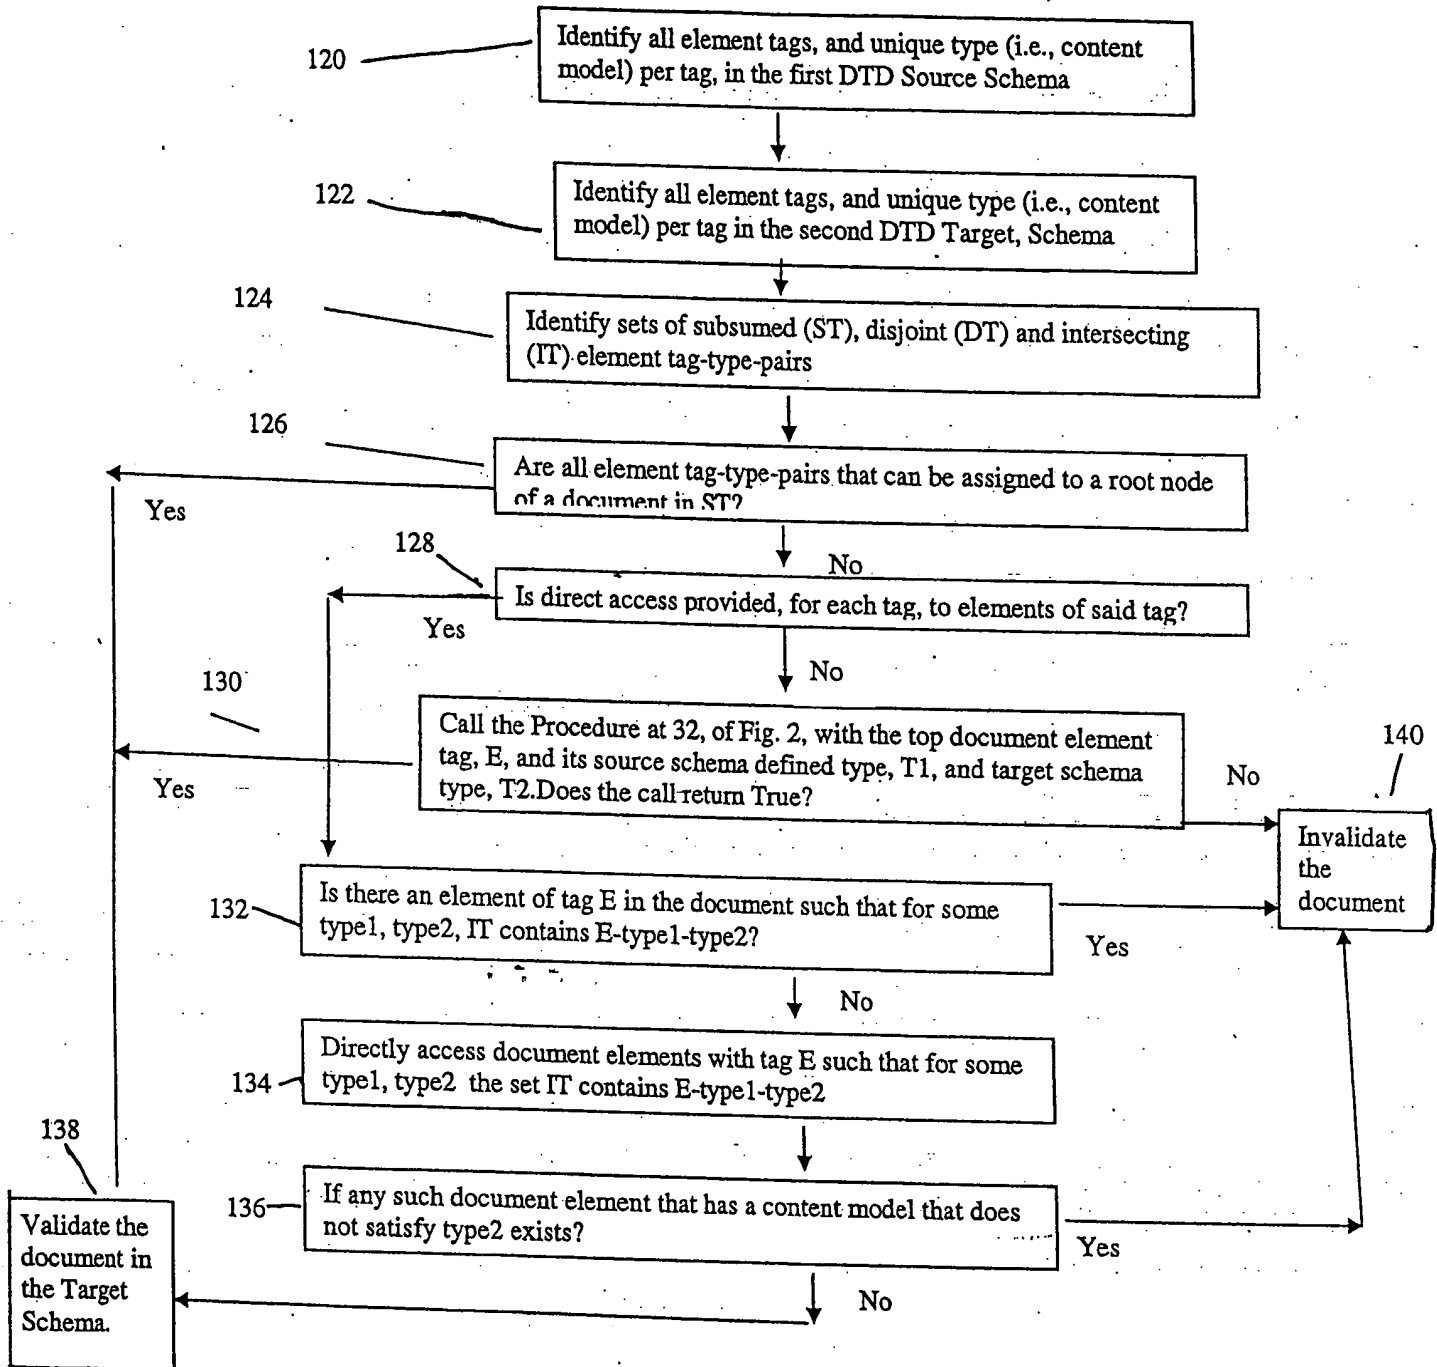 120
Identify all element tags, and unique type (i.e., content
model) per tag, in the first DTD Source Schema
122
Identify all element tags, and unique type (i.e., content
model) per tag in the second DTD Target, Schema
124
Identify sets of subsumed (ST), disjoint (DT) and intersecting
(IT) element tag-type-pairs
126
Are all element tag-type-pairs that can be assigned to a root node
of a document in ST?
Yes
No
128
Is direct access provided, for each tag, to elements of said tag?
Yes
No
130
Call the Procedure at 32, of Fig. 2, with the top document element
tag, E, and its source schema defined type, T1, and target schema
type, T2.Does the call return True?
Yes
No
140
Invalidate
the
document
132
Is there an element of tag E in the document such that for some
type1, type2, IT contains E-type1-type2?
Yes
No
134
Directly access document elements with tag E such that for some
type1, type2 the set IT contains E-type1-type2
138
136
If any such document element that has a content model that does
not satisfy type2 exists?
Yes
No
Validate the
document in
the Target
Schema.